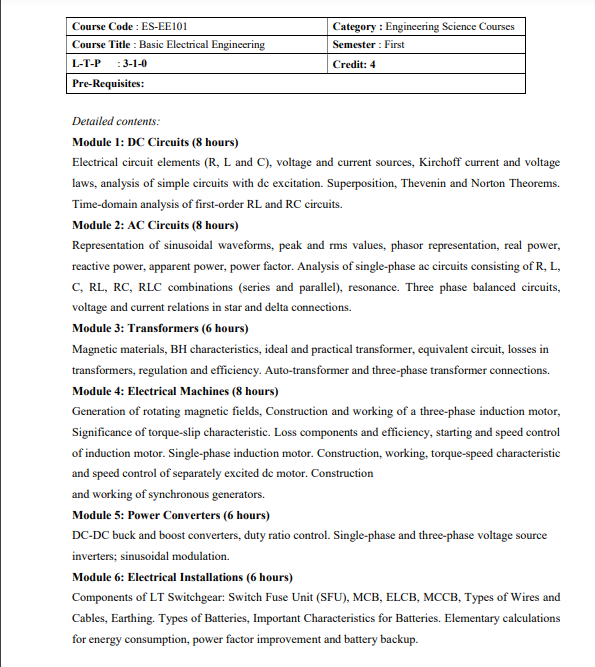 Course Code : ES-EE101
Category : Engineering Science Courses
Course Title : Basic Electrical Engineering
Semester : First
L-T-P : 3-1-0
Credit: 4
Pre-Requisites:
Detailed contents:
Module 1: DC Circuits (8 hours)
Electrical circuit elements (R, L and C), voltage and current sources, Kirchoff current and voltage
laws, analysis of simple circuits with dc excitation. Superposition, Thevenin and Norton Theorems.
Time-domain analysis of first-order RL and RC circuits.
Module 2: AC Circuits (8 hours)
Representation of sinusoidal waveforms, peak and rms values, phasor representation, real power,
reactive power, apparent power, power factor. Analysis of single-phase ac circuits consisting of R, L,
C, RL, RC, RLC combinations (series and parallel), resonance. Three phase balanced circuits,
voltage and current relations in star and delta connections.
Module 3: Transformers (6 hours)
Magnetic materials, BH characteristics, ideal and practical transformer, equivalent circuit, losses in
transformers, regulation and efficiency. Auto-transformer and three-phase transformer connections.
Module 4: Electrical Machines (8 hours)
Generation of rotating magnetic fields, Construction and working of a three-phase induction motor,
Significance of torque-slip characteristic. Loss components and efficiency, starting and speed control
of induction motor. Single-phase induction motor. Construction, working, torque-speed characteristic
and speed control of separately excited dc motor. Construction
and working of synchronous generators.
Module 5: Power Converters (6 hours)
DC-DC buck and boost converters, duty ratio control. Single-phase and three-phase voltage source
inverters; sinusoidal modulation.
Module 6: Electrical Installations (6 hours)
Components of LT Switchgear: Switch Fuse Unit (SFU), MCB, ELCB, MCCB, Types of Wires and
Cables, Earthing. Types of Batteries, Important Characteristics for Batteries. Elementary calculations
for energy consumption, power factor improvement and battery backup.